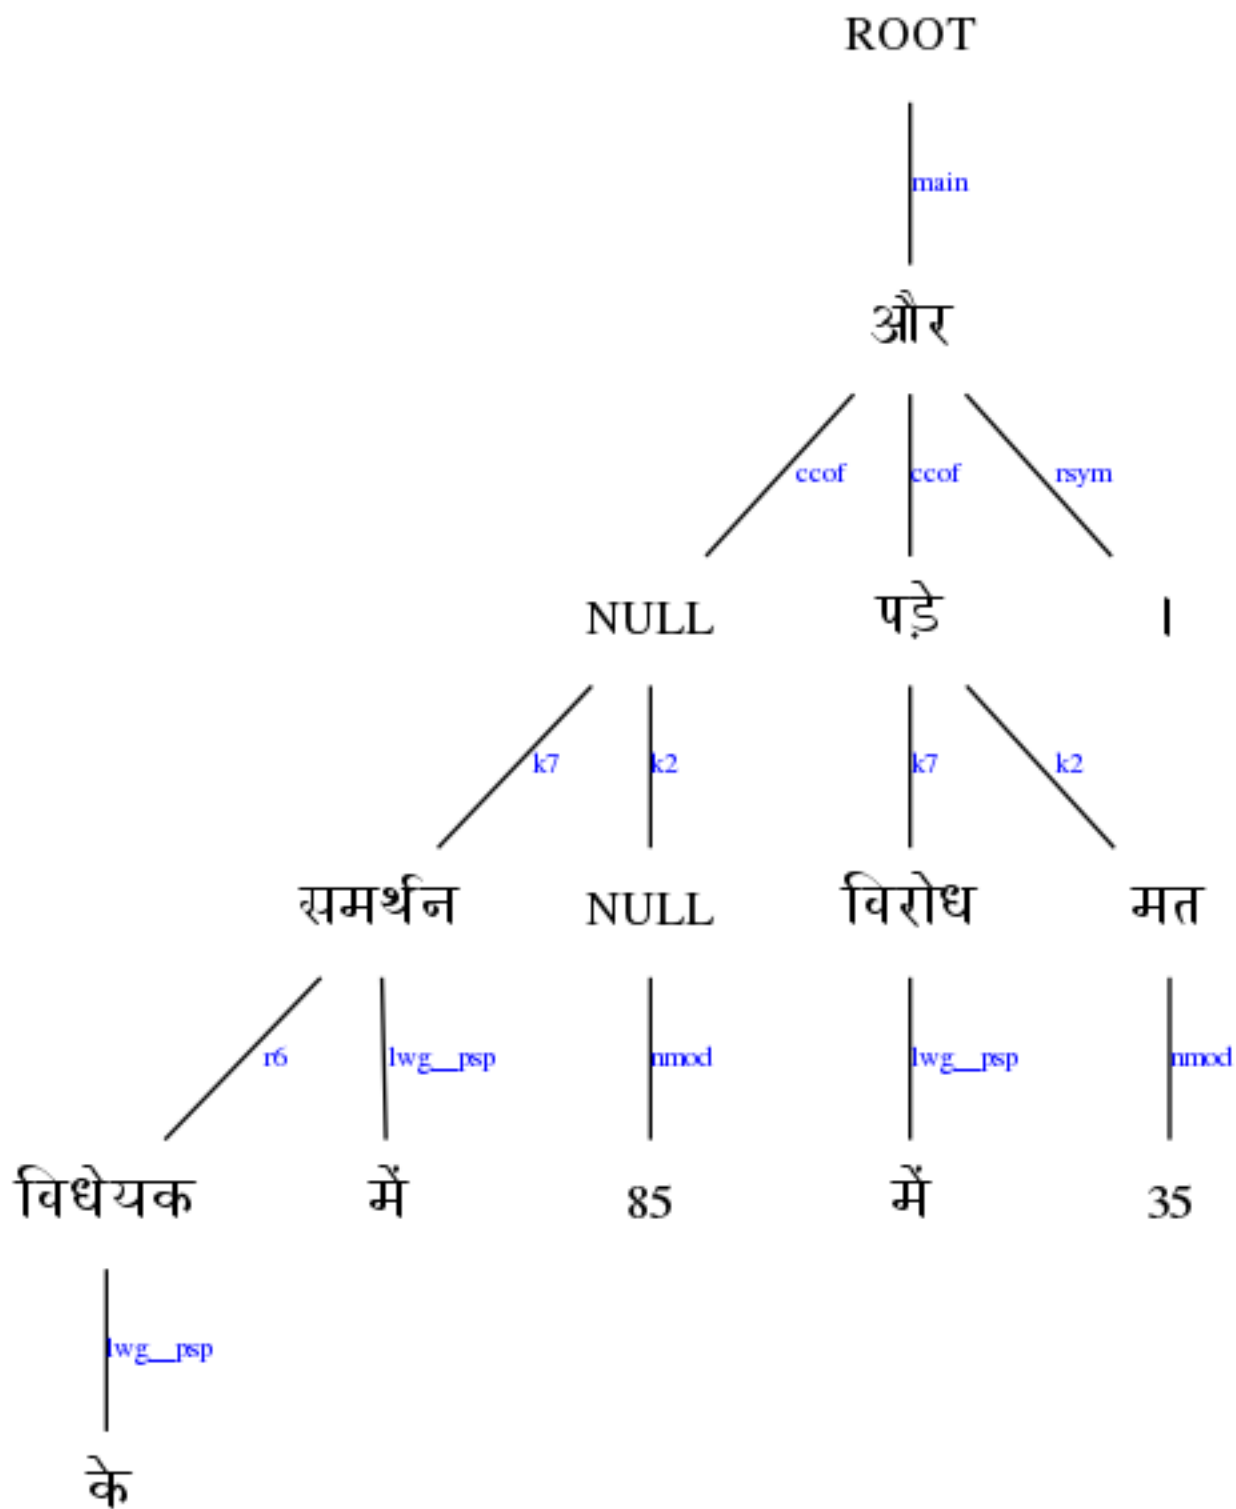 ROOT
main
और
ccof ccof rsym
NULL पड़े ।
k7 k2 k7 k2
समर्थन NULL विरोध मत
r6 lwg__psp nmod lwg__psp nmod
विधेयक में 85 में 35
lwg__psp
के